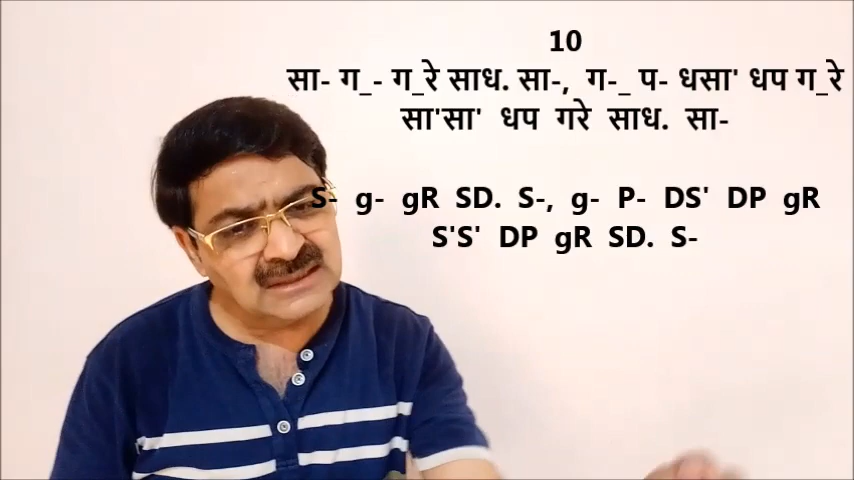 10
सा- ग_- ग_रे साध. सा-, ग-_ प- धसा' धप ग_रे
सा'सा' धप गरे साध. सा-
S- g- gR SD. S-, g- P- DS' DP gR
S'S' DP gR SD. S-